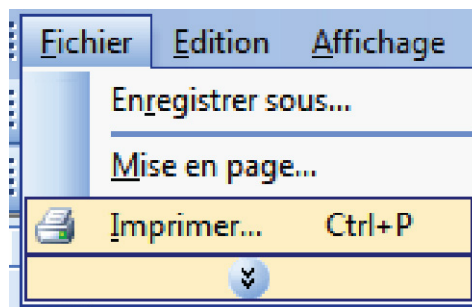 Fichier Edition Affichage
Enregistrer sous...
Mise en page...
Imprimer... Ctrl+P